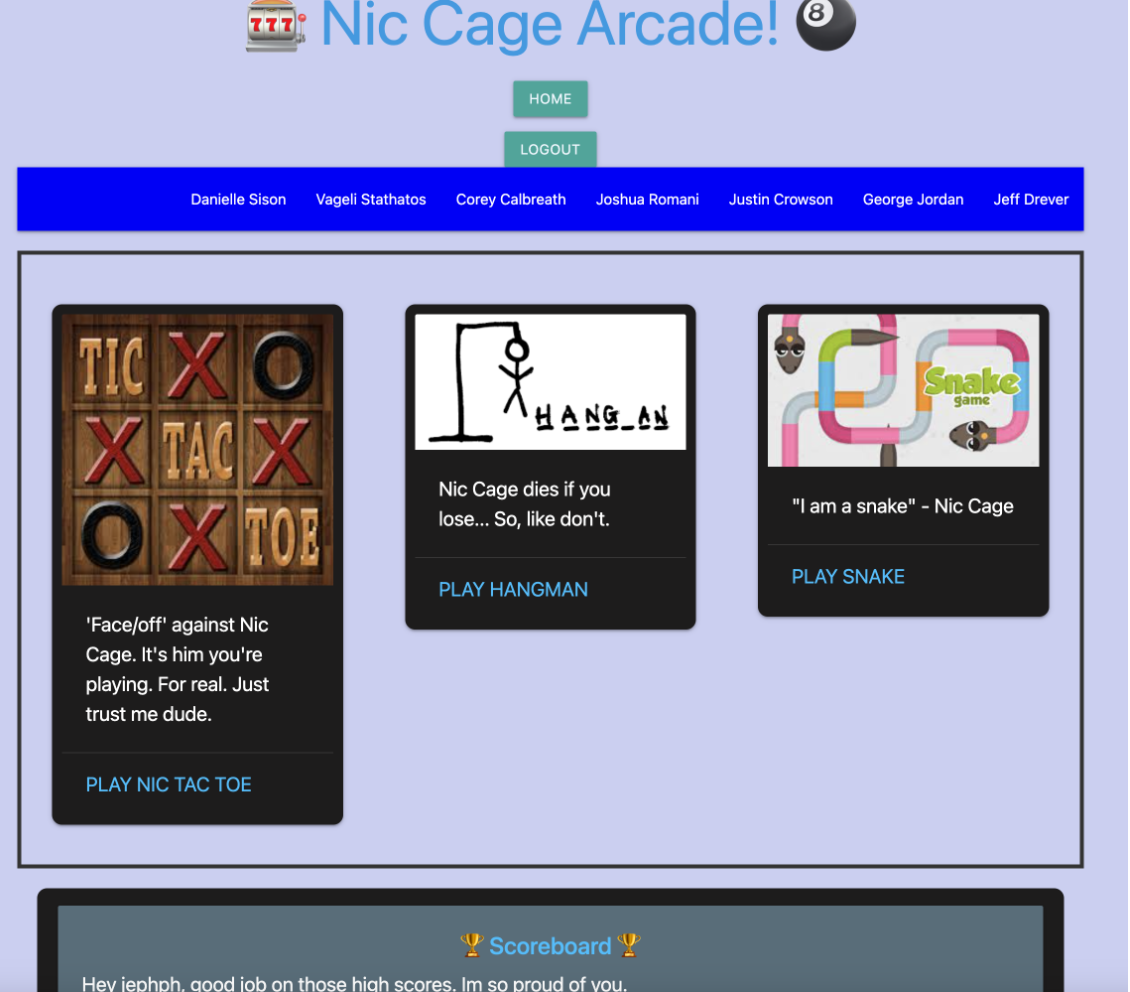 777 Nic Cage Arcade! 8
HOME
LOGOUT
Danielle Sison Vageli Stathatos Corey Calbreath Joshua Romani Justin Crowson George Jordan Jeff Drever
TIC X O
X TAC X
O X TOE
'Face/off' against Nic
Cage. It's him you're
playing. For real. Just
trust me dude.
PLAY NIC TAC TOE
HANG_AN
Nic Cage dies if you
lose... So, like don't.
PLAY HANGMAN
Snake
game
"I am a snake" - Nic Cage
PLAY SNAKE
Scoreboard
Hey jephph, good job on those high scores. Im so proud of you.